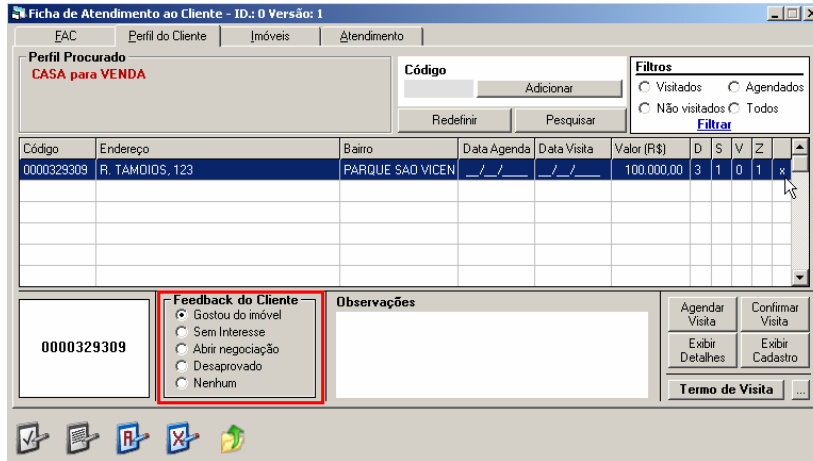 Ficha de Atendimento ao Cliente - ID.: 0 Versão: 1
FAC Perfil do Cliente Imóveis Atendimento
Perfil Procurado
CASA para VENDA
Código
Adicionar
Redefinir Pesquisar
Filtros
Visitados Agendados
Não visitados Todos
Filtrar
Código Endereço Bairro Data Agenda Data Visita Valor (R$) D S V Z
0000329309 R. TAMOIOS, 123 PARQUE SAO VICEN __/__/____ __/__/____ 100.000,00 3 1 0 1 x
0000329309
Feedback do Cliente
Gostou do imóvel
Sem Interesse
Abrir negociação
Desaprovado
Nenhum
Observações
Agendar Visita
Confirmar Visita
Exibir Detalhes
Exibir Cadastro
Termo de Visita ...